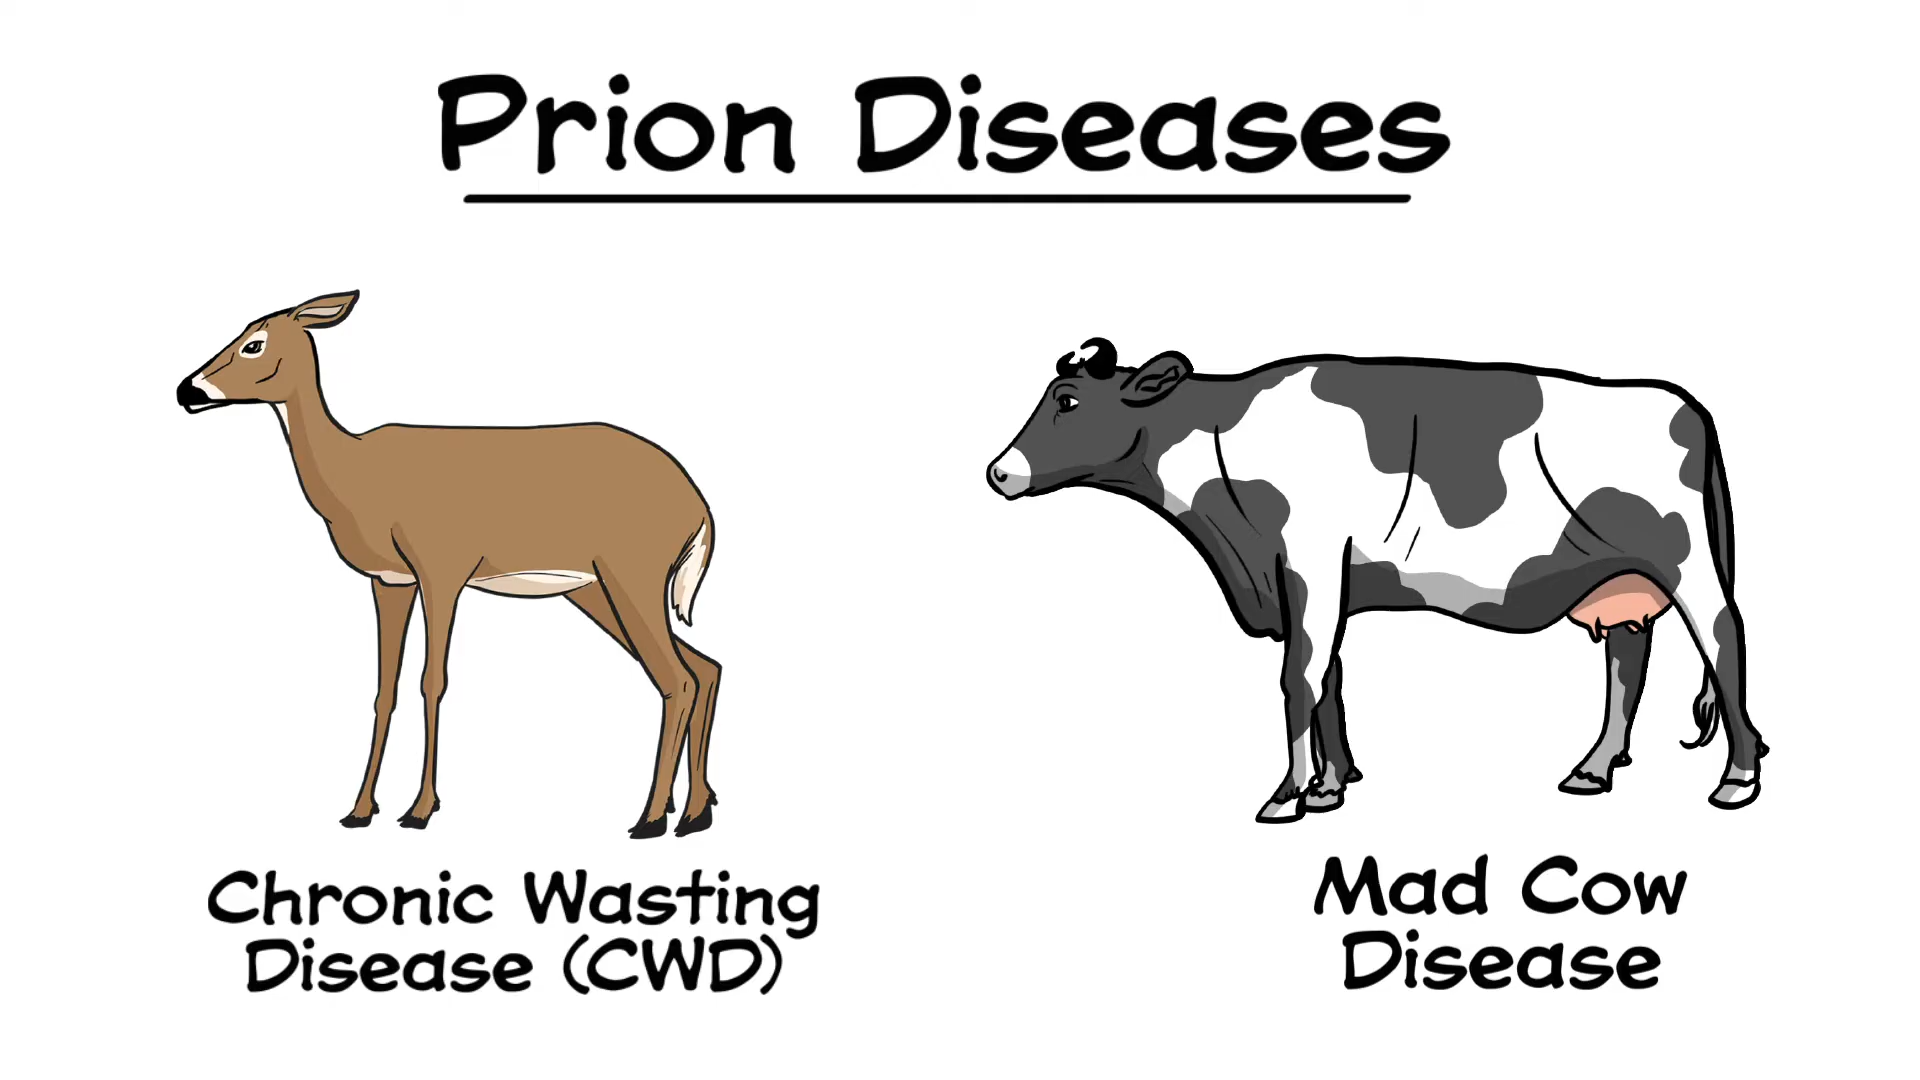 Prion Diseases
Chronic Wasting
Disease (CWD)
Mad Cow
Disease